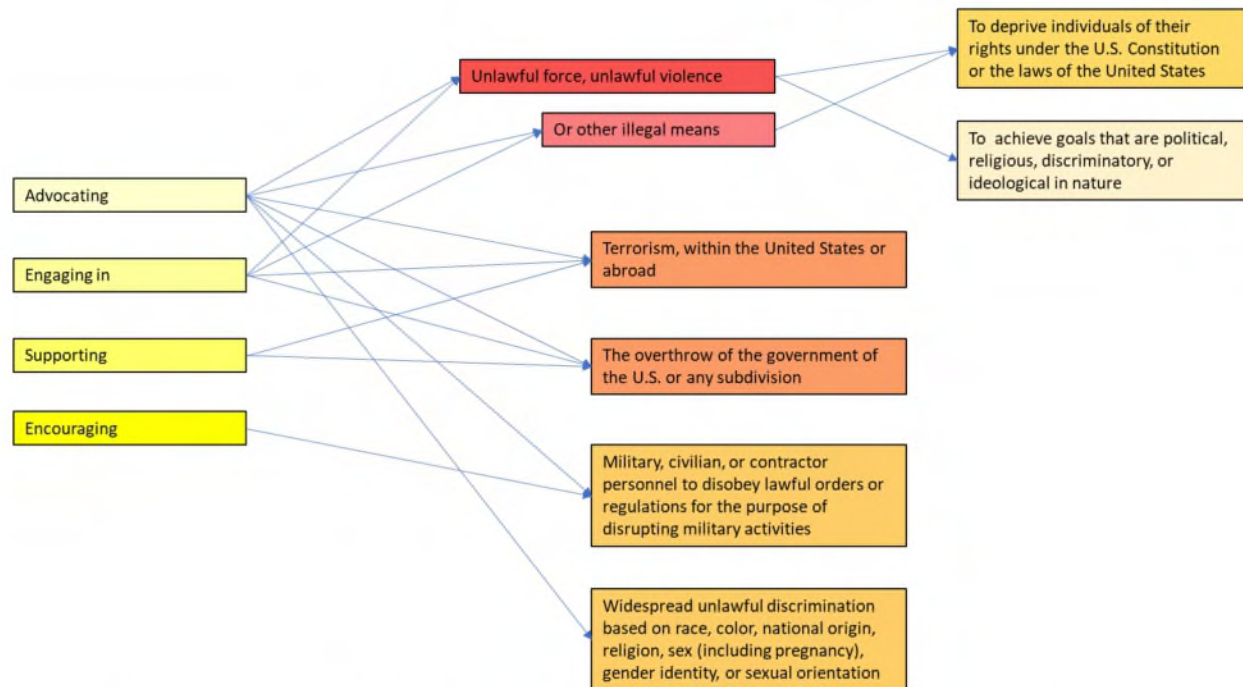 To deprive individuals of their
rights under the U.S. Constitution
or the laws of the United States
Unlawful force, unlawful violence
Or other illegal means
To achieve goals that are political,
religious, discriminatory, or
ideological in nature
Advocating
Engaging in
Supporting
Encouraging
Terrorism, within the United States or
abroad
The overthrow of the government of
the U.S. or any subdivision
Military, civilian, or contractor
personnel to disobey lawful orders or
regulations for the purpose of
disrupting military activities
Widespread unlawful discrimination
based on race, color, national origin,
religion, sex (including pregnancy),
gender identity, or sexual orientation